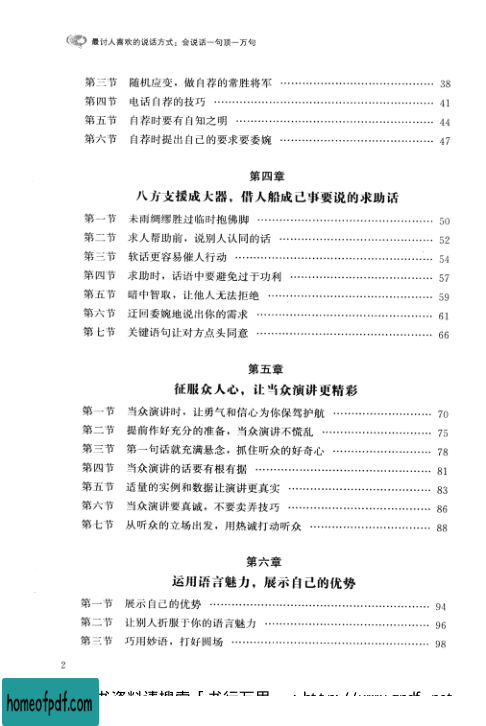 最讨人喜欢的说话方式：会说话一句顶一万句
第三节 随机应变，做自荐的常胜将军 …… 38
第四节 电话自荐的技巧 …… 41
第五节 自荐时要有自知之明 …… 44
第六节 自荐时提出自己的要求要委婉 …… 47
第四章
八方支援成大器，借人船成己事要说的求助话
第一节 未雨绸缪胜过临时抱佛脚 …… 50
第二节 求人帮助前，说别人认同的话 …… 52
第三节 软话更容易催人行动 …… 54
第四节 求助时，话语中要避免过于功利 …… 57
第五节 暗中智取，让他人无法拒绝 …… 59
第六节 迂回委婉地说出你的需求 …… 61
第七节 关键语句让对方点头同意 …… 66
第五章
征服众人心，让当众演讲更精彩
第一节 当众演讲时，让勇气和信心为你保驾护航 …… 70
第二节 提前作好充分的准备，当众演讲不慌乱 …… 75
第三节 第一句话就充满悬念，抓住听众的好奇心 …… 78
第四节 当众演讲的话要有根有据 …… 81
第五节 适量的实例和数据让演讲更真实 …… 83
第六节 当众演讲要真诚，不要卖弄技巧 …… 86
第七节 从听众的立场出发，用热诚打动听众 …… 88
第六章
运用语言魅力，展示自己的优势
第一节 展示自己的优势 …… 94
第二节 让别人折服于你的语言魅力 …… 96
第三节 巧用妙语，打好圆场 …… 98
2
homeofpdf.com